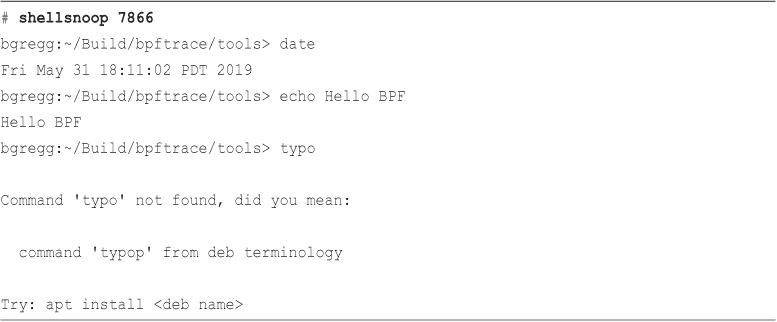 # shellsnoop 7866
bgregg:~/Build/bpftrace/tools> date
Fri May 31 18:11:02 PDT 2019
bgregg:~/Build/bpftrace/tools> echo Hello BPF
Hello BPF
bgregg:~/Build/bpftrace/tools> typo
Command 'typo' not found, did you mean:
  command 'typop' from deb terminology
Try: apt install <deb name>